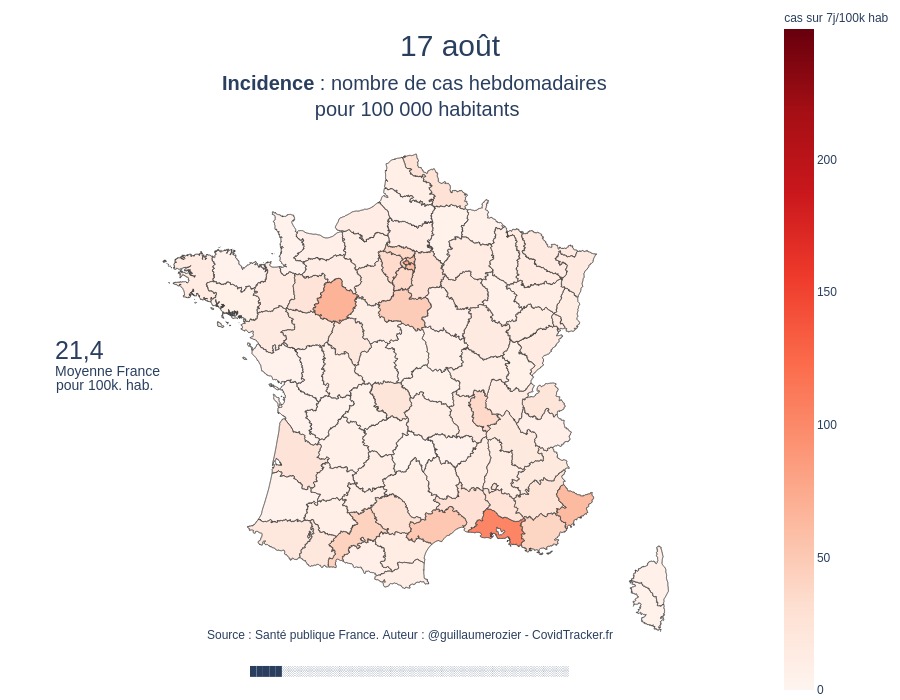 cas sur 7j/100k hab
17 août
Incidence : nombre de cas hebdomadaires
pour 100 000 habitants
200
150
21,4
Moyenne France
pour 100k. hab.
100
50
Source : Santé publique France. Auteur : @guillaumerozier - CovidTracker.fr
0